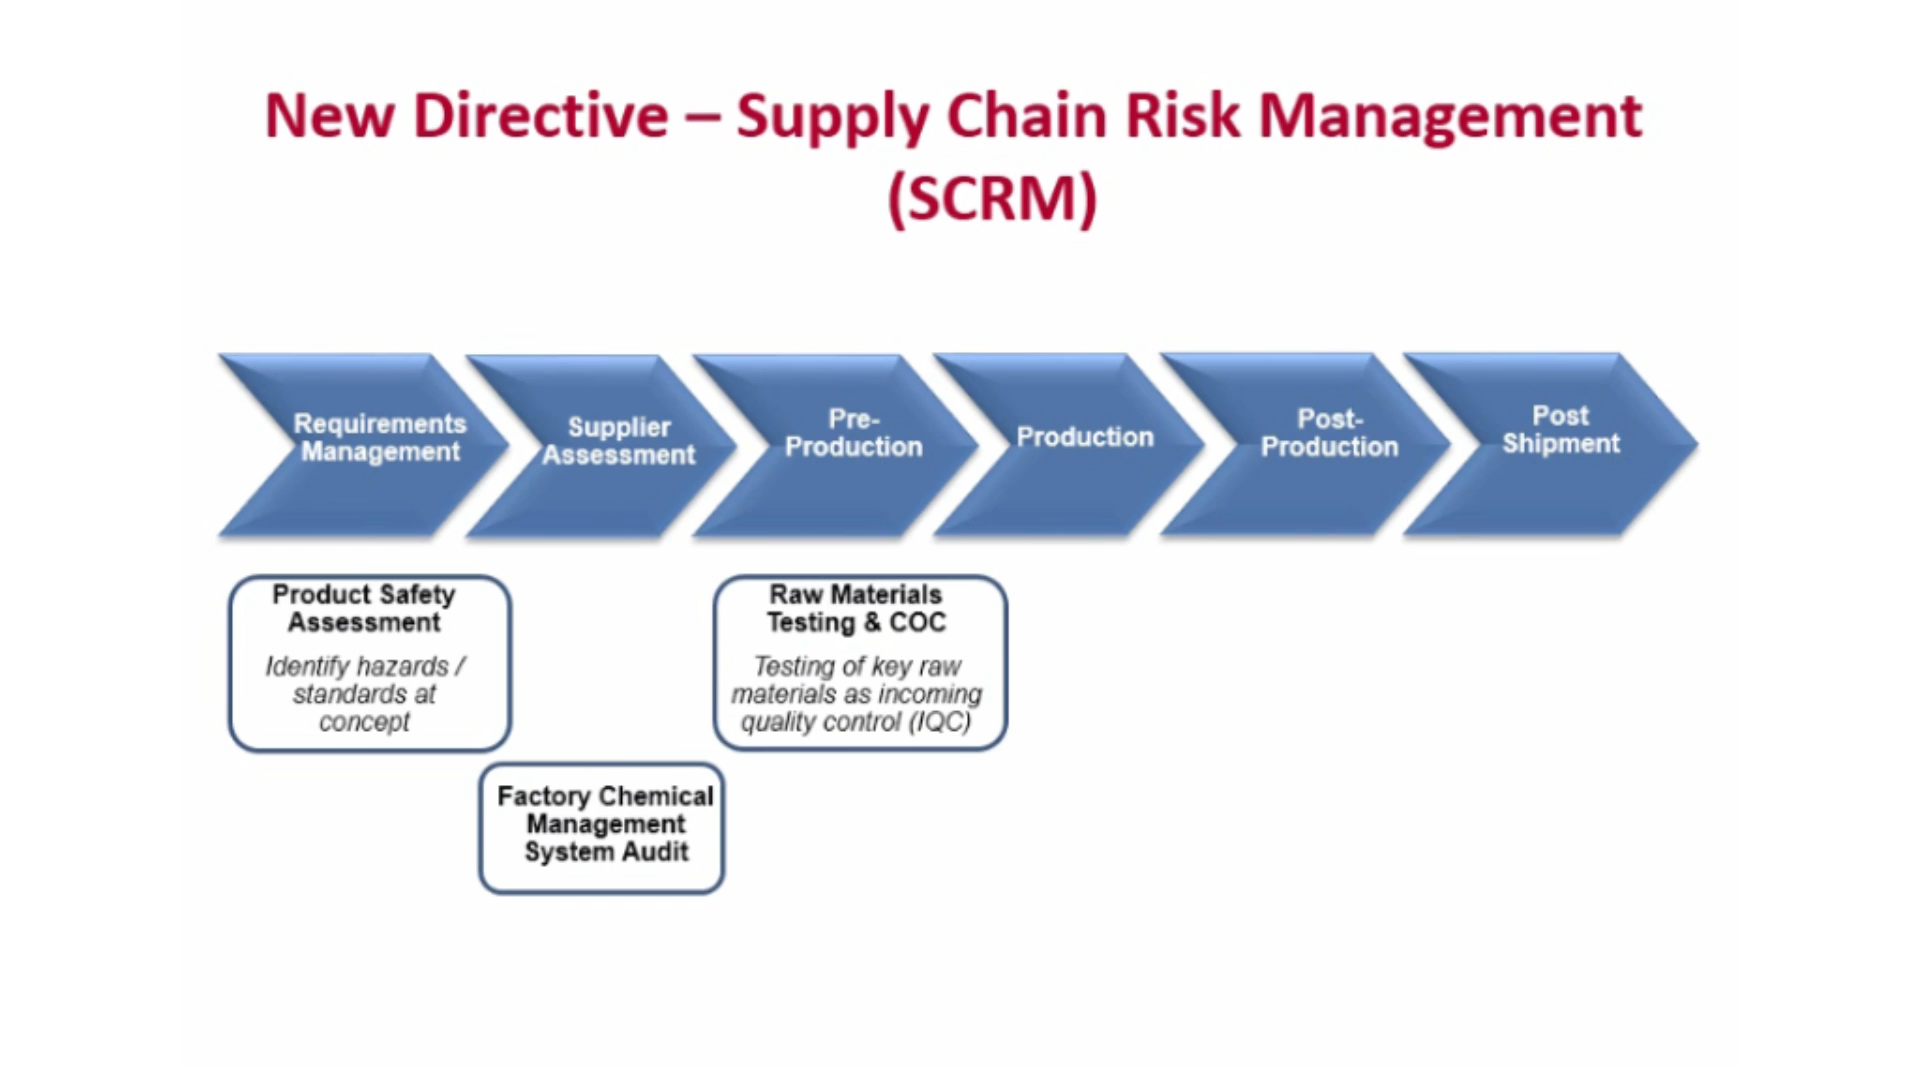 New Directive – Supply Chain Risk Management
(SCRM)
Requirements
Management
Supplier
Assessment
Pre-
Production
Production
Post-
Production
Post
Shipment
Product Safety
Assessment
Identify hazards /
standards at
concept
Raw Materials
Testing & COC
Testing of key raw
materials as incoming
quality control (IQC)
Factory Chemical
Management
System Audit